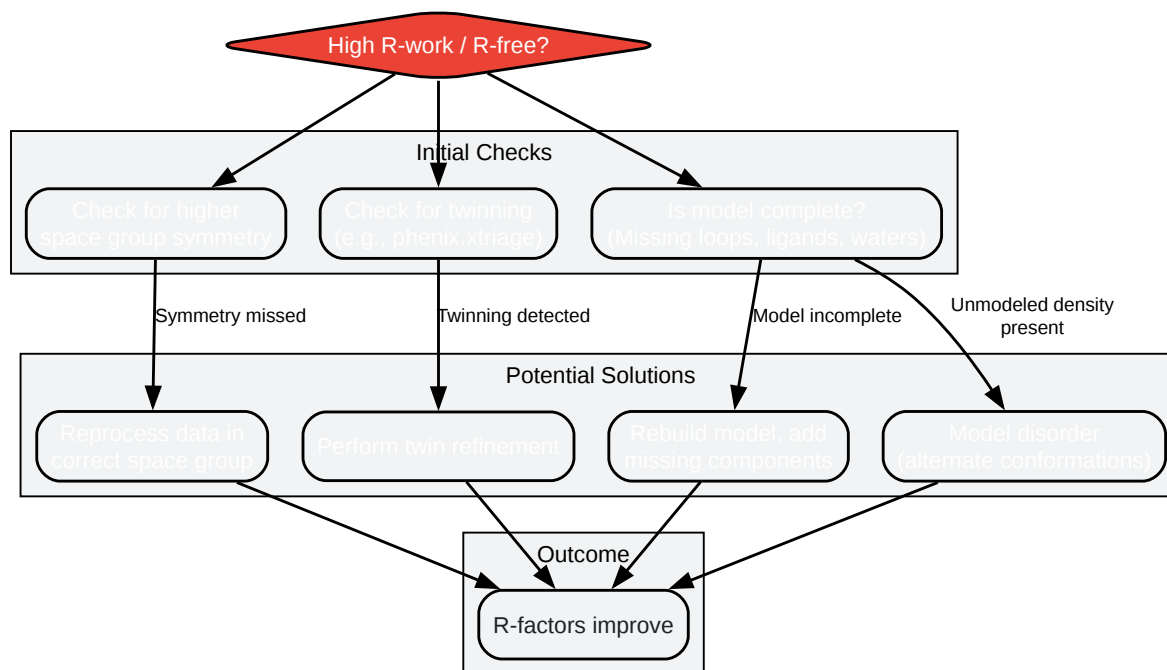 High R-work / R-free?
Initial Checks
Check for higher
space group symmetry
Check for twinning
(e.g., phenix.xtriage)
Is model complete?
(Missing loops, ligands, waters)
Symmetry missed
Twinning detected
Model incomplete
Unmodeled density
present
Potential Solutions
Reprocess data in
correct space group
Perform twin refinement
Rebuild model, add
missing components
Model disorder
(alternate conformations)
Outcome
R-factors improve